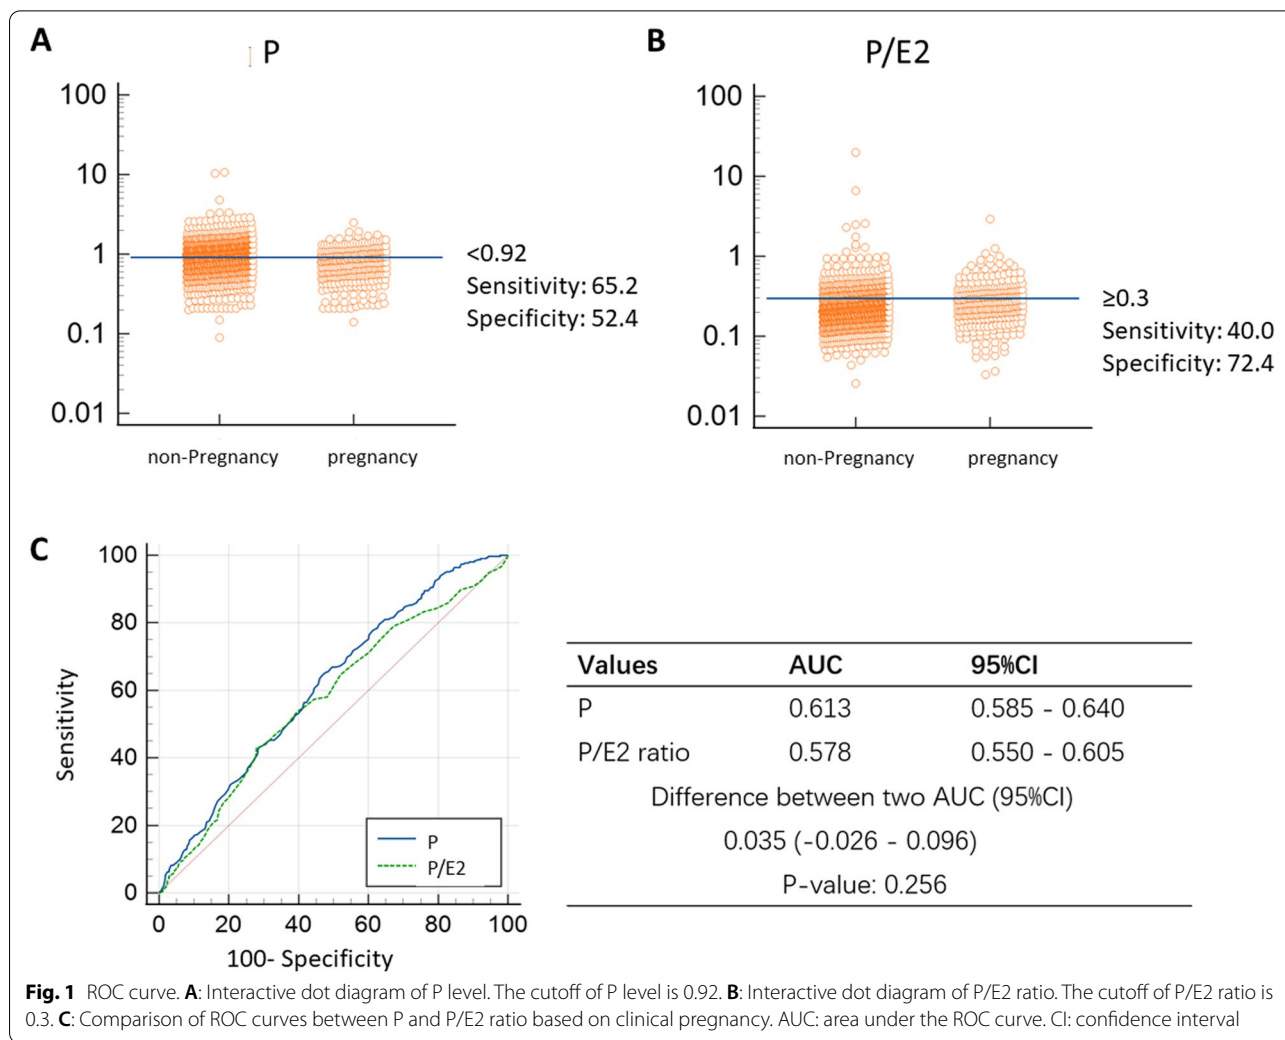 A
P
100
10
1
0.1
0.01
non-Pregnancy
pregnancy
<0.92
Sensitivity: 65.2
Specificity: 52.4
B
P/E2
100
10
1
0.1
0.01
non-Pregnancy
pregnancy
≥0.3
Sensitivity: 40.0
Specificity: 72.4
C
Sensitivity
100
80
60
40
20
0
0 20 40 60 80 100
100- Specificity
P
P/E2
Values AUC 95%CI
P 0.613 0.585 - 0.640
P/E2 ratio 0.578 0.550 - 0.605
Difference between two AUC (95%CI)
0.035 (-0.026 - 0.096)
P-value: 0.256
Fig. 1 ROC curve. A: Interactive dot diagram of P level. The cutoff of P level is 0.92. B: Interactive dot diagram of P/E2 ratio. The cutoff of P/E2 ratio is
0.3. C: Comparison of ROC curves between P and P/E2 ratio based on clinical pregnancy. AUC: area under the ROC curve. CI: confidence interval